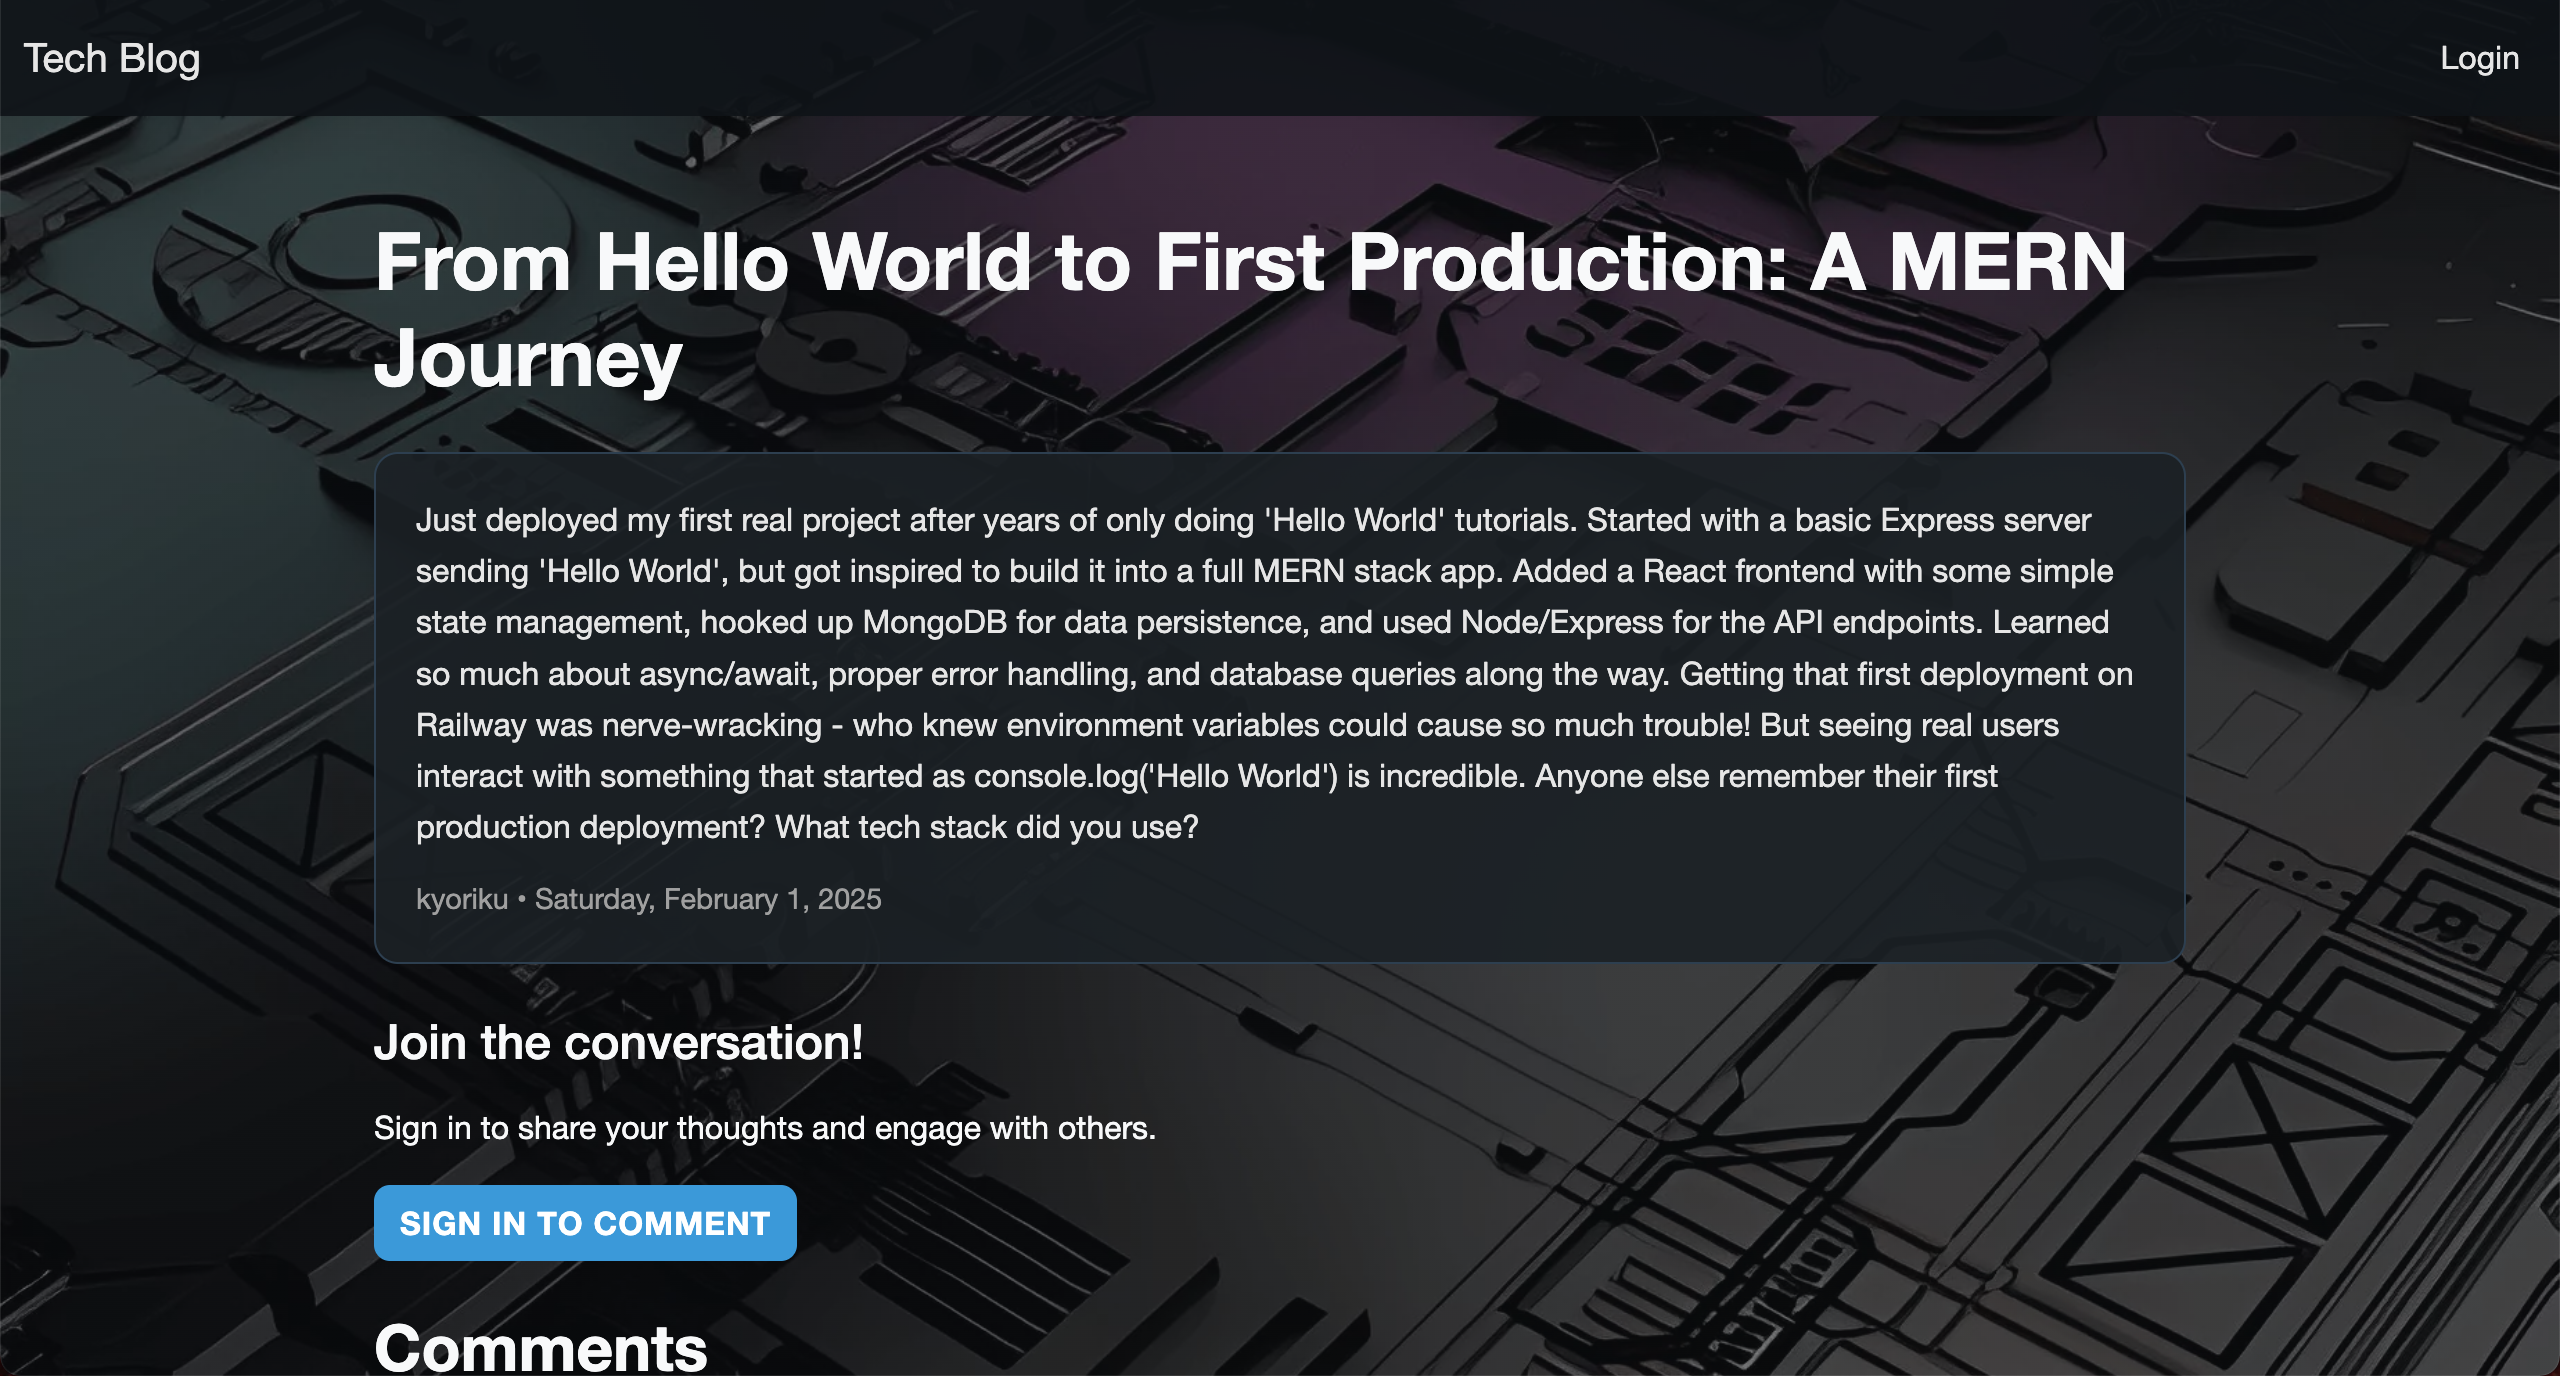 Tech Blog
Login
From Hello World to First Production: A MERN
Journey
Just deployed my first real project after years of only doing 'Hello World' tutorials. Started with a basic Express server
sending 'Hello World', but got inspired to build it into a full MERN stack app. Added a React frontend with some simple
state management, hooked up MongoDB for data persistence, and used Node/Express for the API endpoints. Learned
so much about async/await, proper error handling, and database queries along the way. Getting that first deployment on
Railway was nerve-wracking - who knew environment variables could cause so much trouble! But seeing real users
interact with something that started as console.log('Hello World') is incredible. Anyone else remember their first
production deployment? What tech stack did you use?
kyoriku • Saturday, February 1, 2025
Join the conversation!
Sign in to share your thoughts and engage with others.
SIGN IN TO COMMENT
Comments